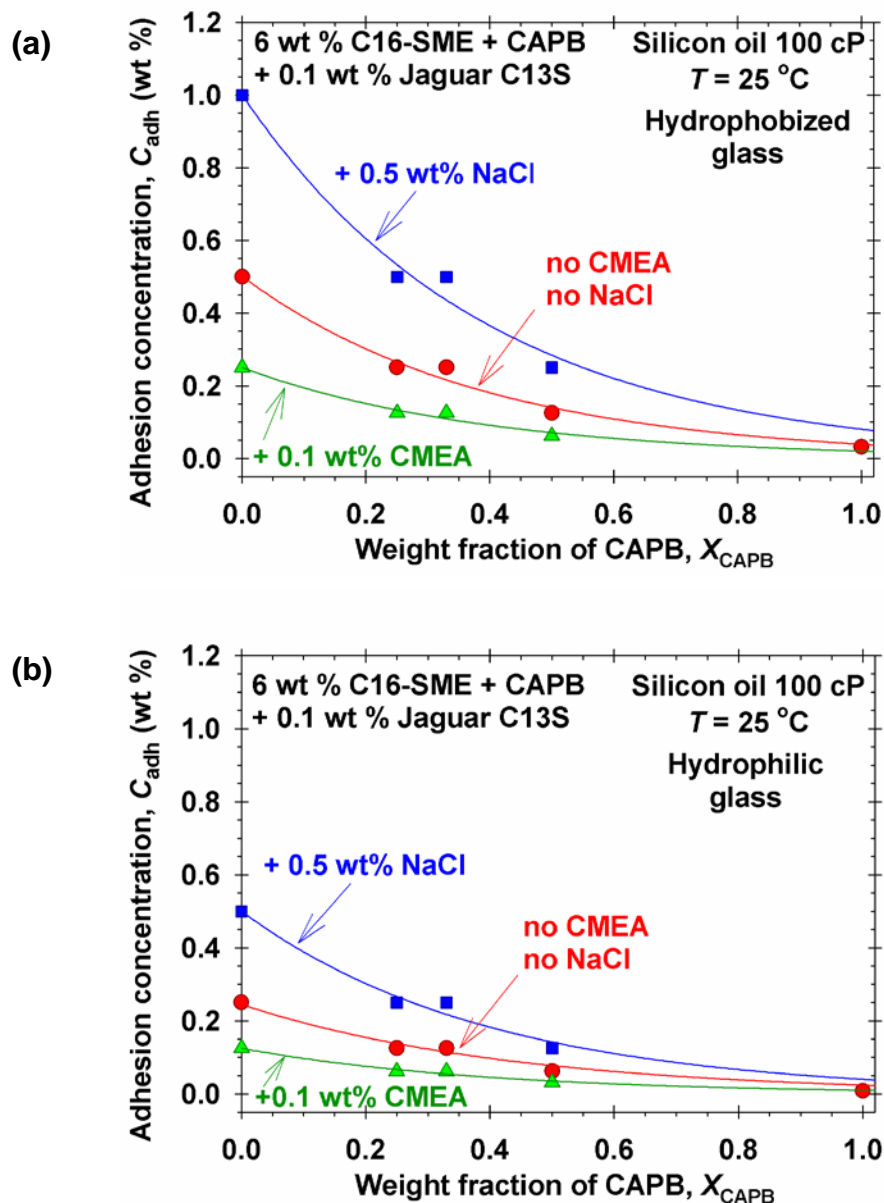 (a)
6 wt % C16-SME + CAPB
+ 0.1 wt % Jaguar C13S
Silicon oil 100 cP
T = 25 °C
Hydrophobized
glass
+ 0.5 wt% NaCl
no CMEA
no NaCl
+ 0.1 wt% CMEA
Adhesion concentration, Cadh (wt %)
1.2
1.0
0.8
0.6
0.4
0.2
0.0
0.0 0.2 0.4 0.6 0.8 1.0
Weight fraction of CAPB, XCAPB
(b)
6 wt % C16-SME + CAPB
+ 0.1 wt % Jaguar C13S
Silicon oil 100 cP
T = 25 °C
Hydrophilic
glass
+ 0.5 wt% NaCl
no CMEA
no NaCl
+0.1 wt% CMEA
Adhesion concentration, Cadh (wt %)
1.2
1.0
0.8
0.6
0.4
0.2
0.0
0.0 0.2 0.4 0.6 0.8 1.0
Weight fraction of CAPB, XCAPB